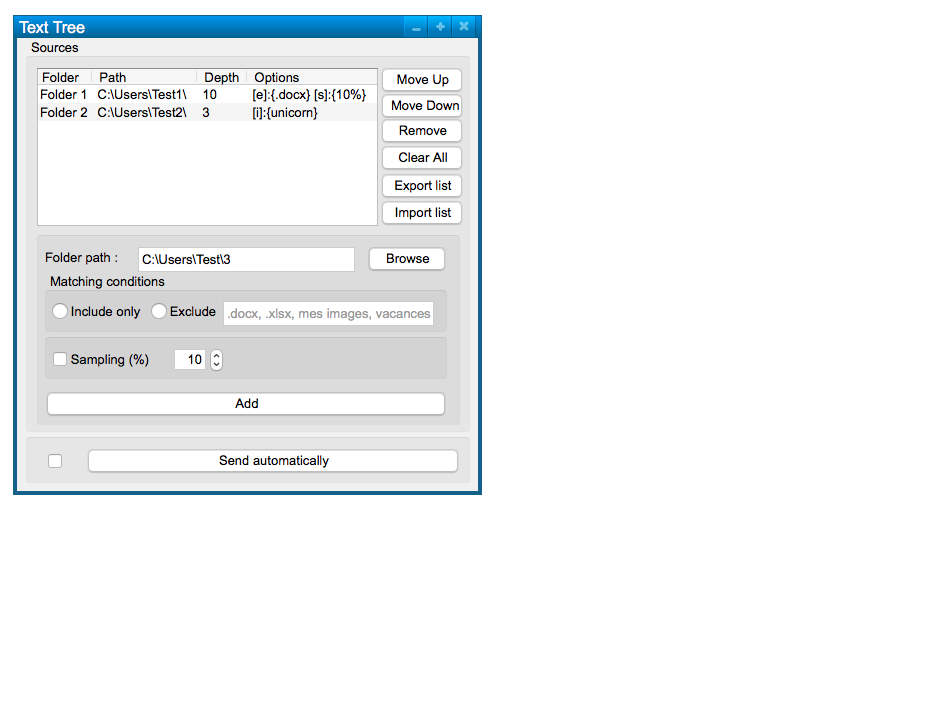 Text Tree
Sources
Folder Path Depth Options
Folder 1 C:\Users\Test1\ 10 [e]:{.docx} [s]:{10%}
Folder 2 C:\Users\Test2\ 3 [i]:{unicorn}
Move Up
Move Down
Remove
Clear All
Export list
Import list
Folder path : C:\Users\Test\3 Browse
Matching conditions
Include only Exclude .docx, .xlsx, mes images, vacances
Sampling (%) 10
Add
Send automatically